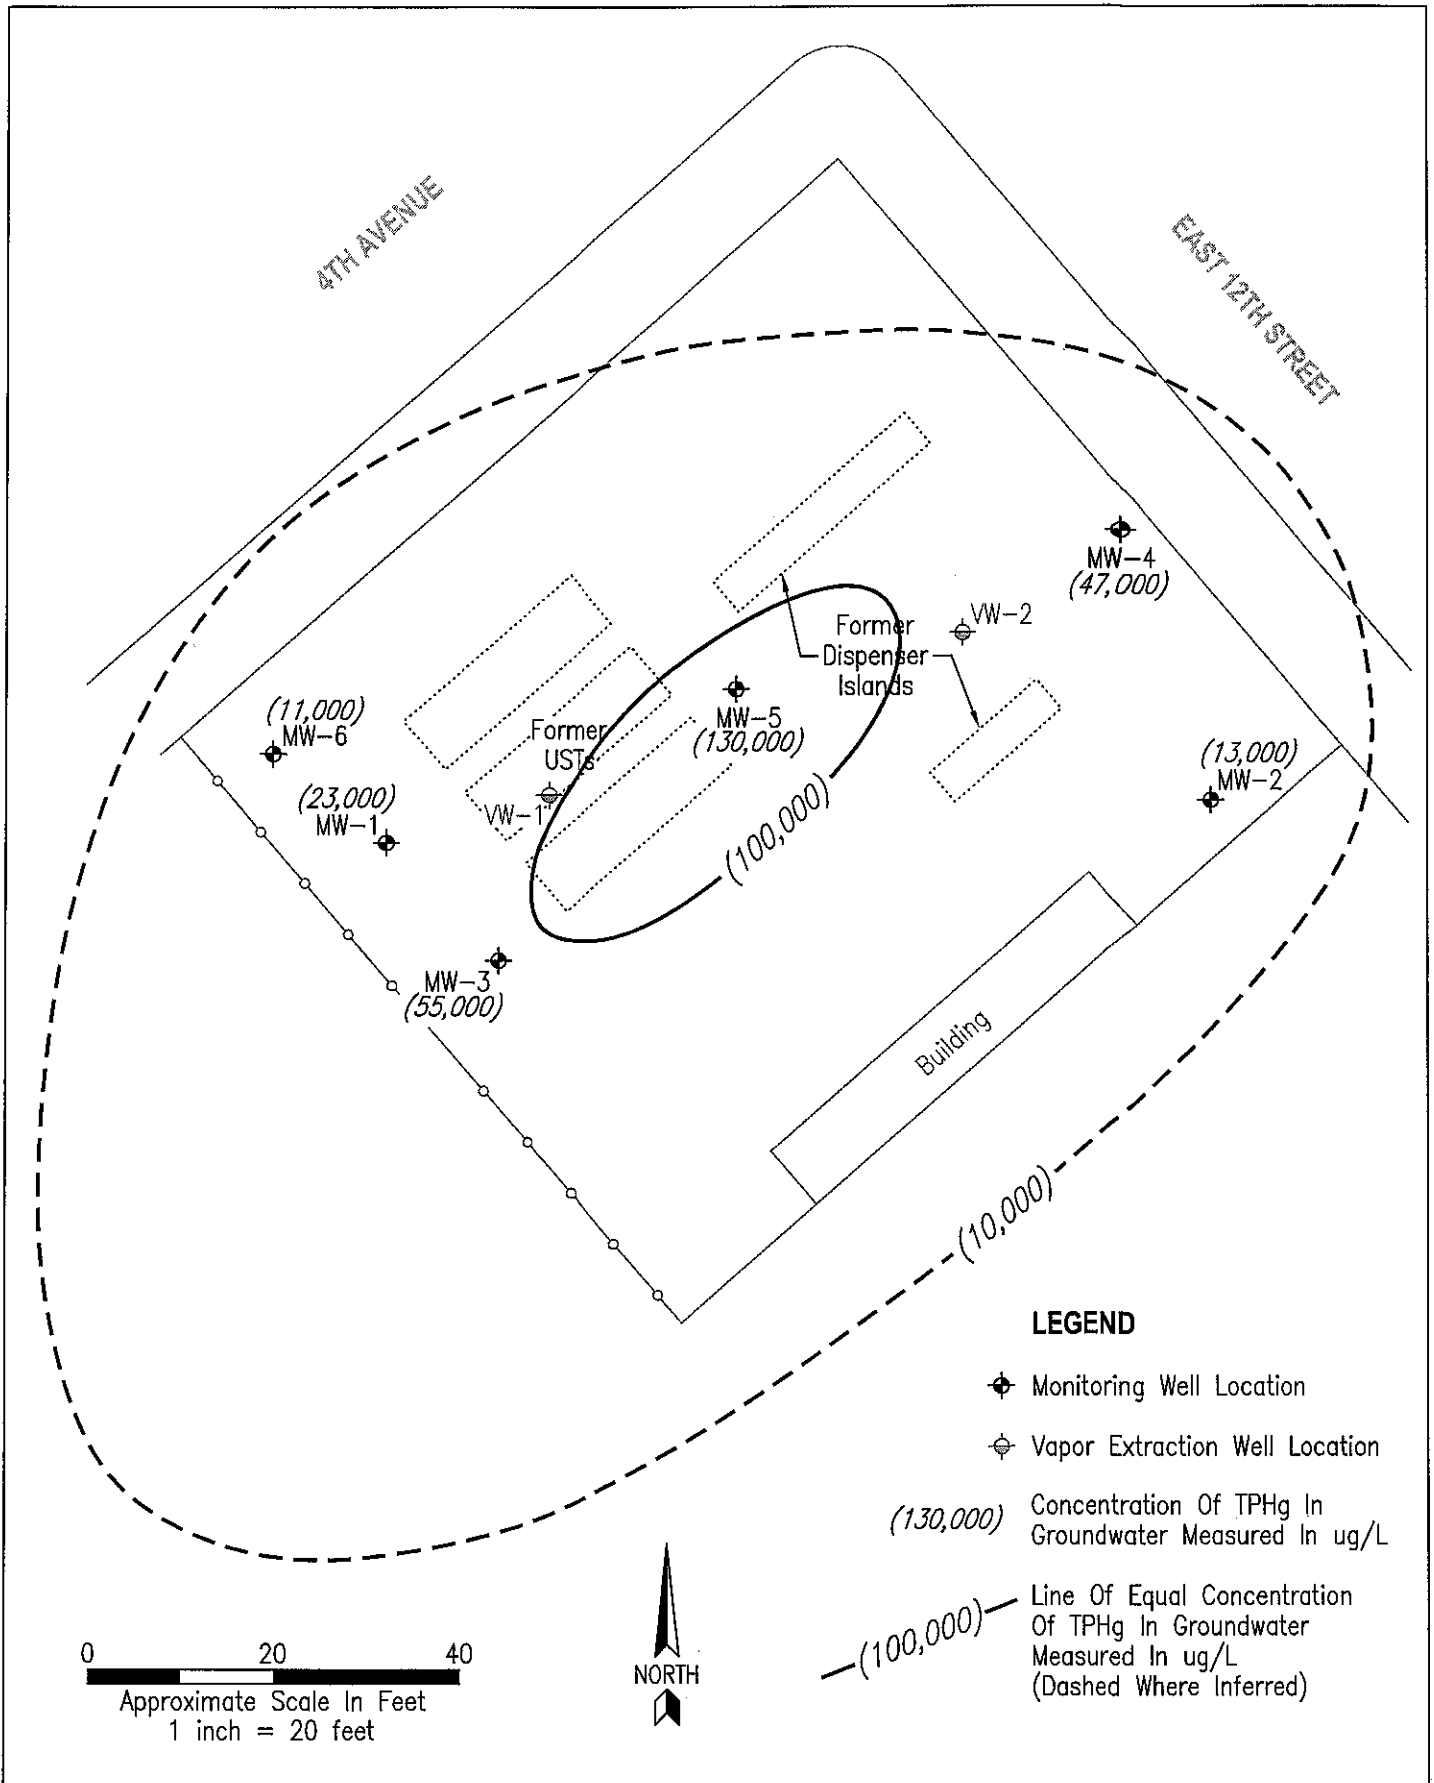 4TH AVENUE
EAST 12TH STREET
MW-4
(47,000)
VW-2
Former
Dispenser
Islands
MW-5
(130,000)
(11,000)
MW-6
Former
USTs
(13,000)
MW-2
(23,000)
MW-1
VW-1
(100,000)
MW-3
(55,000)
Building
(10,000)
LEGEND
Monitoring Well Location
Vapor Extraction Well Location
(130,000)
Concentration Of TPHg In
Groundwater Measured In ug/L
(100,000)
Line Of Equal Concentration
Of TPHg In Groundwater
Measured In ug/L
(Dashed Where Inferred)
0 20 40
Approximate Scale In Feet
1 inch = 20 feet
NORTH